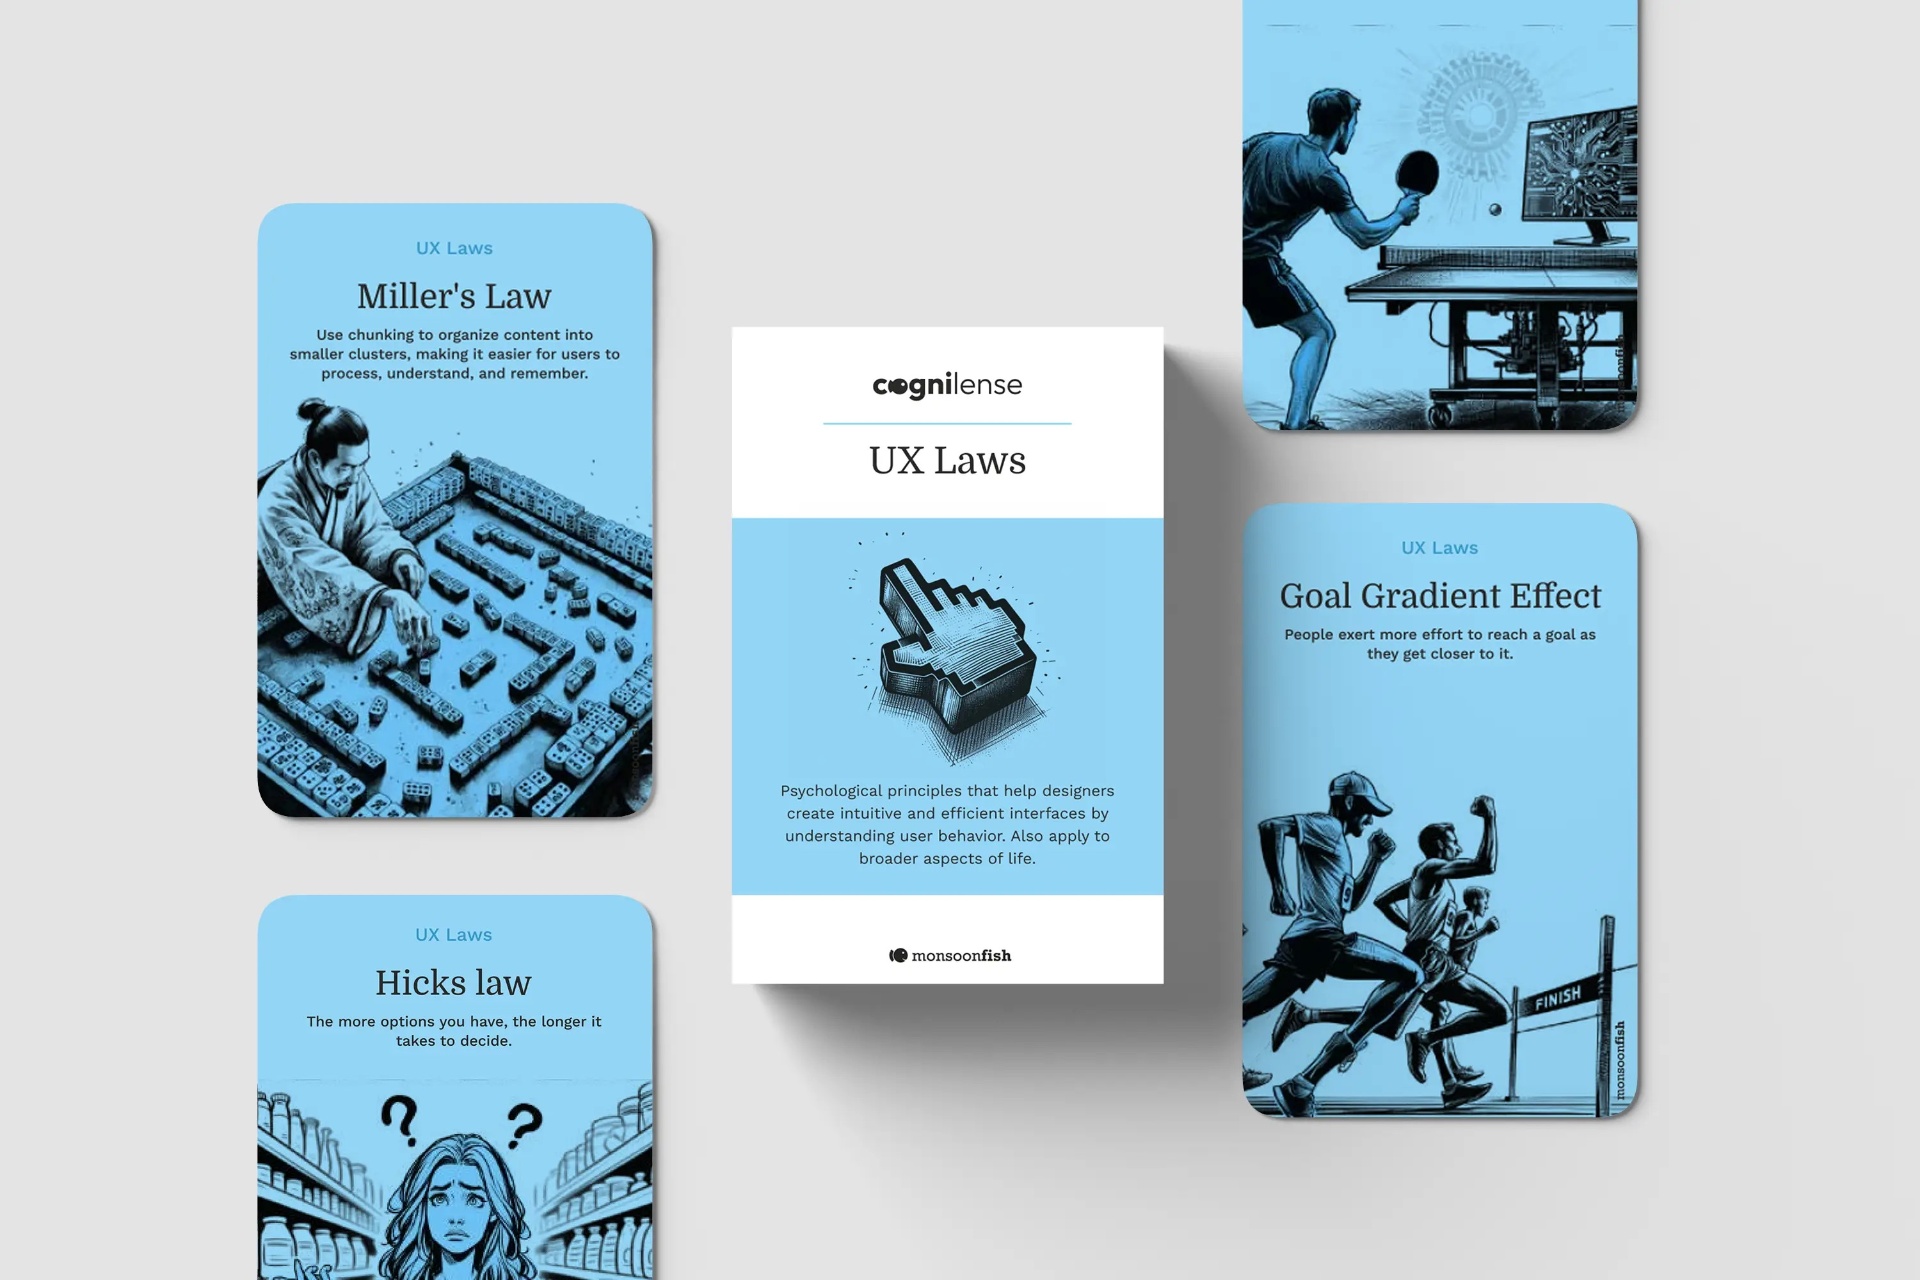 UX Laws
Miller's Law
Use chunking to organize content into
smaller clusters, making it easier for users to
process, understand, and remember.
monsoonfish
UX Laws
Hicks law
The more options you have, the longer it
takes to decide.
? ?
cognilense
UX Laws
Psychological principles that help designers
create intuitive and efficient interfaces by
understanding user behavior. Also apply to
broader aspects of life.
monsoonfish
monsoonfish
UX Laws
Goal Gradient Effect
People exert more effort to reach a goal as
they get closer to it.
FINISH
monsoonfish